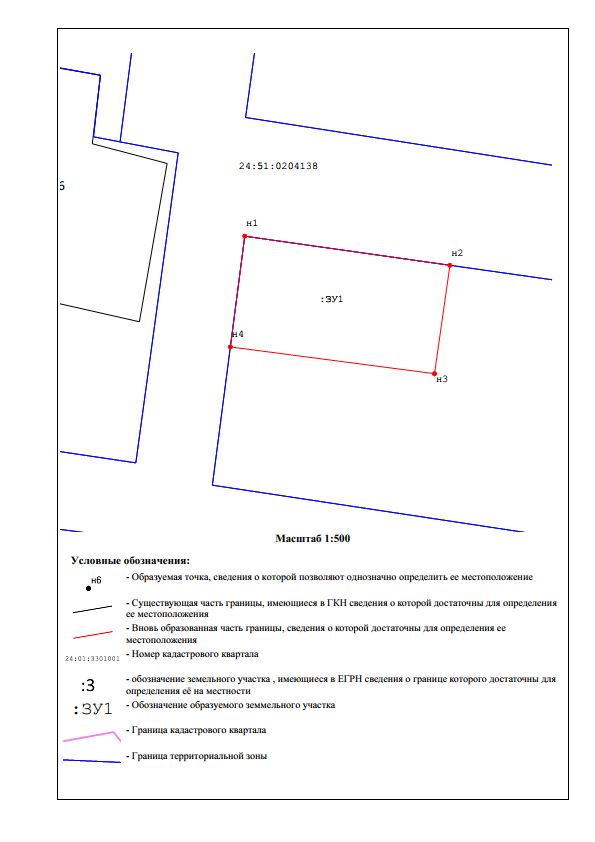 24:51:0204138
6
н1
н2
:ЗУ1
н4
н3
Масштаб 1:500
Условные обозначения:
н6
- Образуемая точка, сведения о которой позволяют однозначно определить ее местоположение
- Существующая часть границы, имеющиеся в ГКН сведения о которой достаточны для определения
ее местоположения
- Вновь образованная часть границы, сведения о которой достаточны для определения ее
местоположения
24:01:3301001
- Номер кадастрового квартала
:3
- обозначение земельного участка , имеющиеся в ЕГРН сведения о границе которого достаточны для
определения её на местности
:ЗУ1
- Обозначение образуемого земмельного участка
- Граница кадастрового квартала
- Граница территориальной зоны